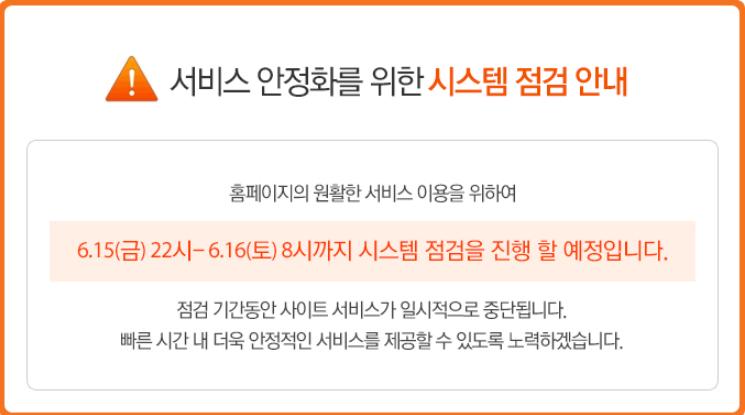 서비스 안정화를 위한 시스템 점검 안내
홈페이지의 원활한 서비스 이용을 위하여
6.15(금) 22시- 6.16(토) 8시까지 시스템 점검을 진행 할 예정입니다.
점검 기간동안 사이트 서비스가 일시적으로 중단됩니다.
빠른 시간 내 더욱 안정적인 서비스를 제공할 수 있도록 노력하겠습니다.